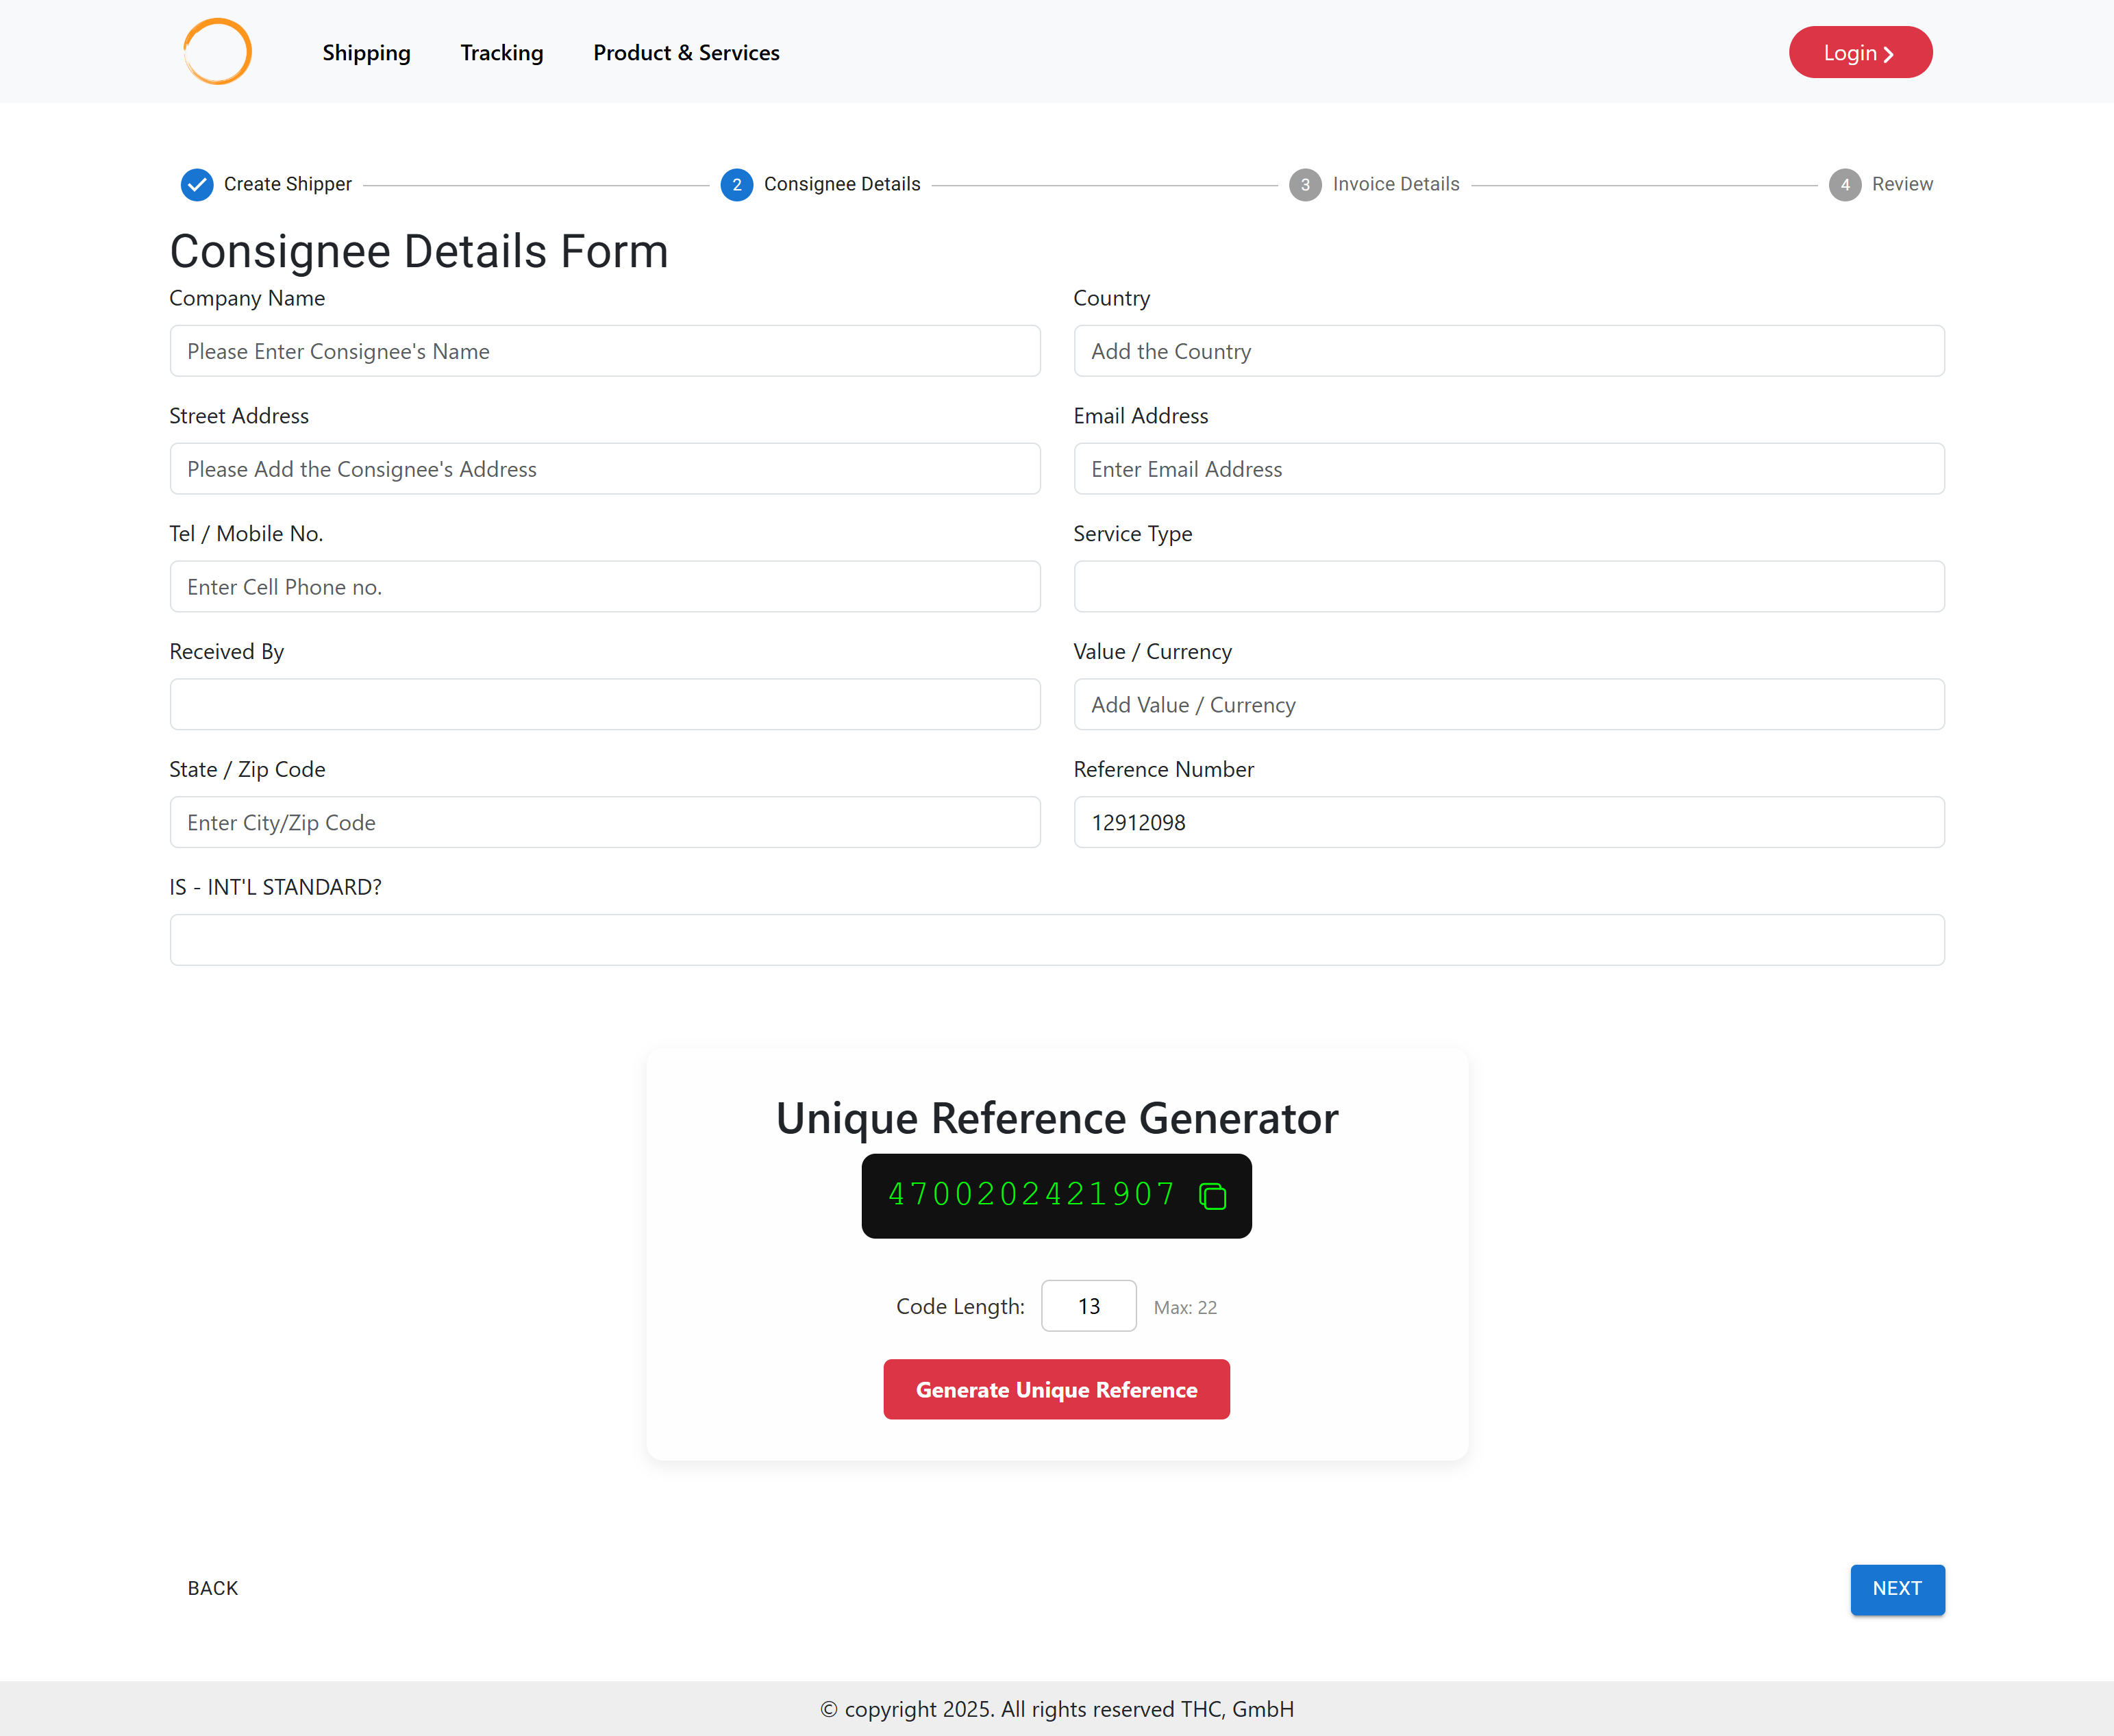 Shipping Tracking Product & Services Login
Create Shipper 2 Consignee Details 3 Invoice Details 4 Review
Consignee Details Form
Company Name Country
Please Enter Consignee's Name Add the Country
Street Address Email Address
Please Add the Consignee's Address Enter Email Address
Tel / Mobile No. Service Type
Enter Cell Phone no.
Received By Value / Currency
Add Value / Currency
State / Zip Code Reference Number
Enter City/Zip Code 12912098
IS - INT'L STANDARD?
Unique Reference Generator
4700202421907
Code Length: 13 Max: 22
Generate Unique Reference
BACK NEXT
© copyright 2025. All rights reserved THC, GmbH